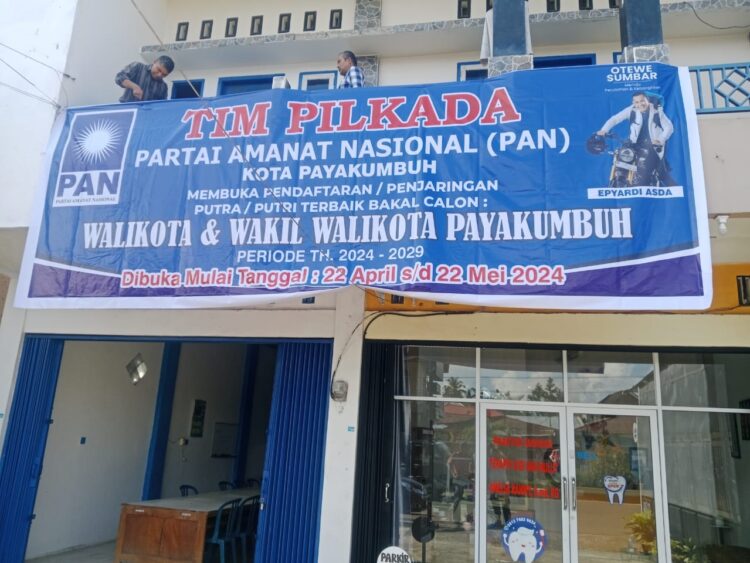 TIM PILKADA
PARTAI AMANAT NASIONAL (PAN)
KOTA PAYAKUMBUH
MEMBUKA PENDAFTARAN / PENJARINGAN
PUTRA / PUTRI TERBAIK BAKAL CALON :
WALIKOTA & WAKIL WALIKOTA PAYAKUMBUH
PERIODE TH. 2024 - 2029
Dibuka Mulai Tanggal : 22 April s/d 22 Mei 2024
PAN
PARTAI AMANAT NASIONAL
OTEWE
SUMBAR
EPYARDI ASDA
PARKIR